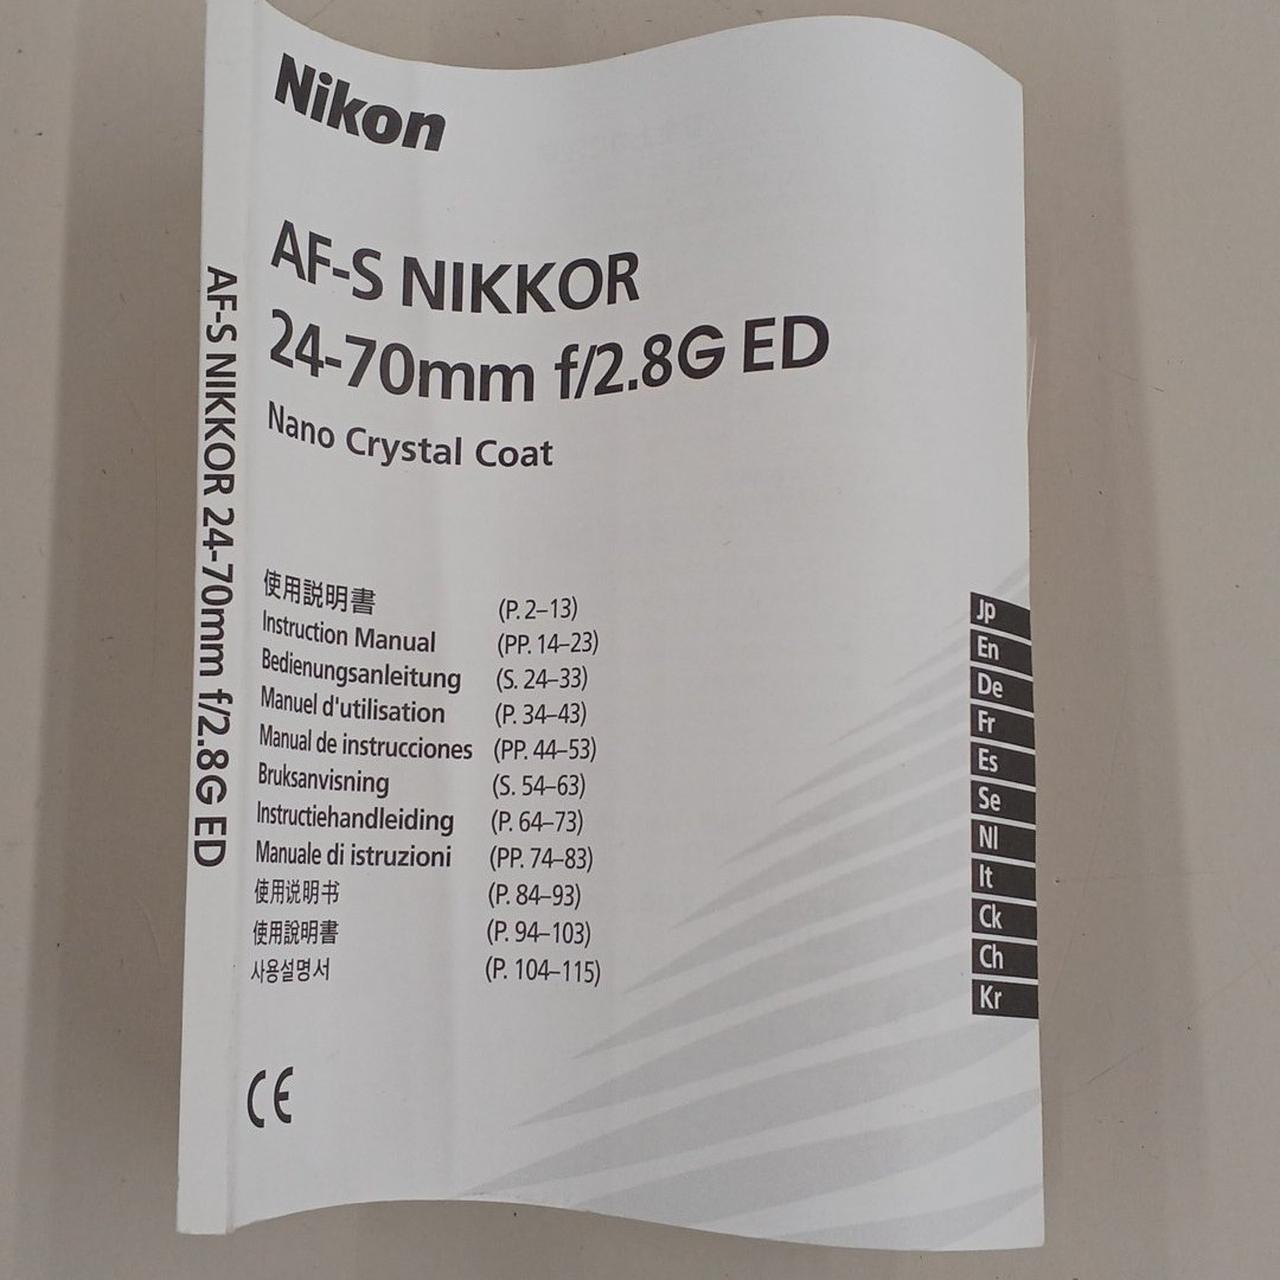 Nikon
AF-S NIKKOR
24-70mm f/2.8G ED
Nano Crystal Coat
使用説明書 (P. 2–13)
Instruction Manual (PP. 14–23)
Bedienungsanleitung (S. 24–33)
Manuel d'utilisation (P. 34–43)
Manual de instrucciones (PP. 44–53)
Bruksanvisning (S. 54–63)
Instructiehandleiding (P. 64–73)
Manuale di istruzioni (PP. 74–83)
使用说明书 (P. 84–93)
使用說明書 (P. 94–103)
사용설명서 (P. 104–115)
Jp
En
De
Fr
Es
Se
Nl
It
Ck
Ch
Kr
CE
AF-S NIKKOR 24-70mm f/2.8G ED